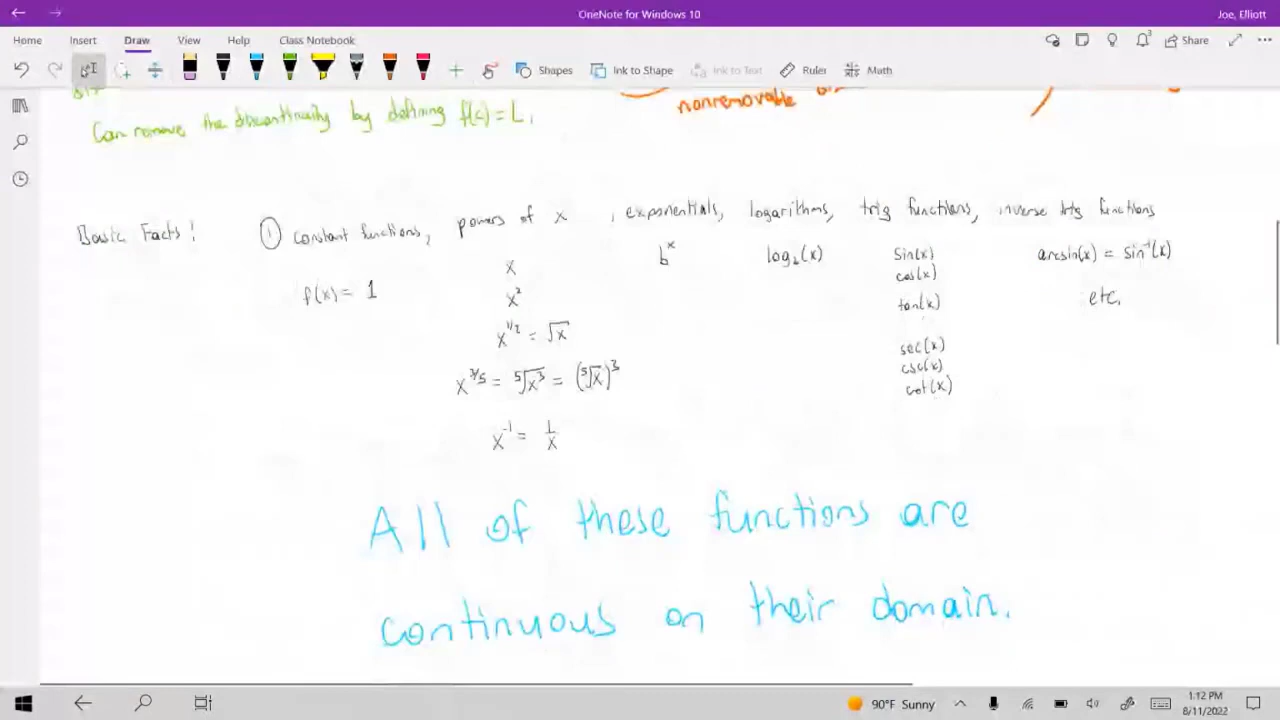 OneNote for Windows 10
Joe, Elliott
Home Insert Draw View Help Class Notebook
Share
Shapes Ink to Shape Ink to Text Ruler Math
nonremovable
Can remove the discontinuity by defining f(c) = L.
Basic Facts! ① constant functions, powers of x, exponentials, logarithms, trig functions, inverse trig functions
f(x) = 1
x
x²
x^{1/2} = √x
x^{3/5} = ⁵√x³ = (⁵√x)³
x⁻¹ = 1/x
b^x
log_b(x)
sin(x)
cos(x)
tan(x)
sec(x)
csc(x)
cot(x)
arcsin(x) = sin⁻¹(x)
etc.
All of these functions are
continuous on their domain.
90°F Sunny
1:12 PM
8/11/2022